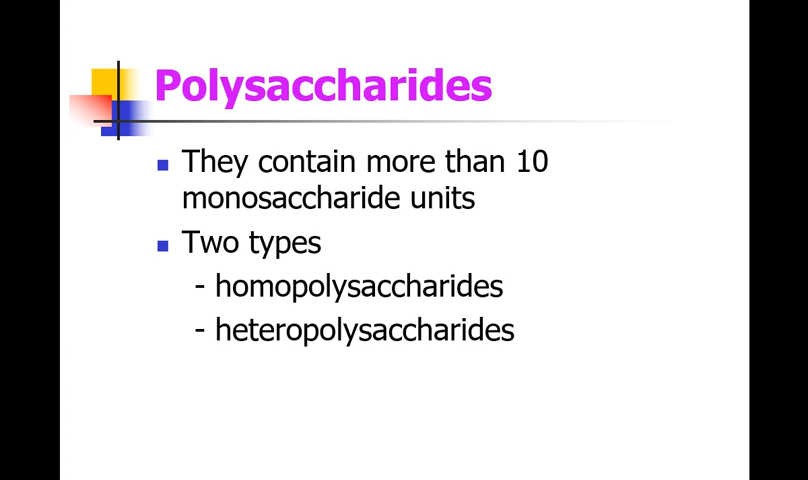 Polysaccharides
They contain more than 10
monosaccharide units
Two types
- homopolysaccharides
- heteropolysaccharides